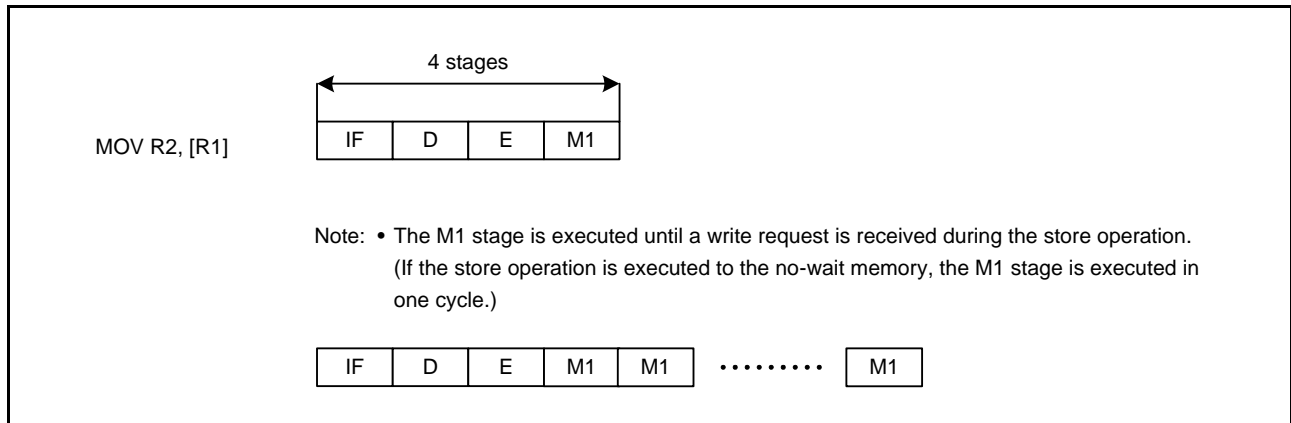 4 stages
MOV R2, [R1]
IF D E M1
Note: • The M1 stage is executed until a write request is received during the store operation.
(If the store operation is executed to the no-wait memory, the M1 stage is executed in
one cycle.)
IF D E M1 M1 ......... M1